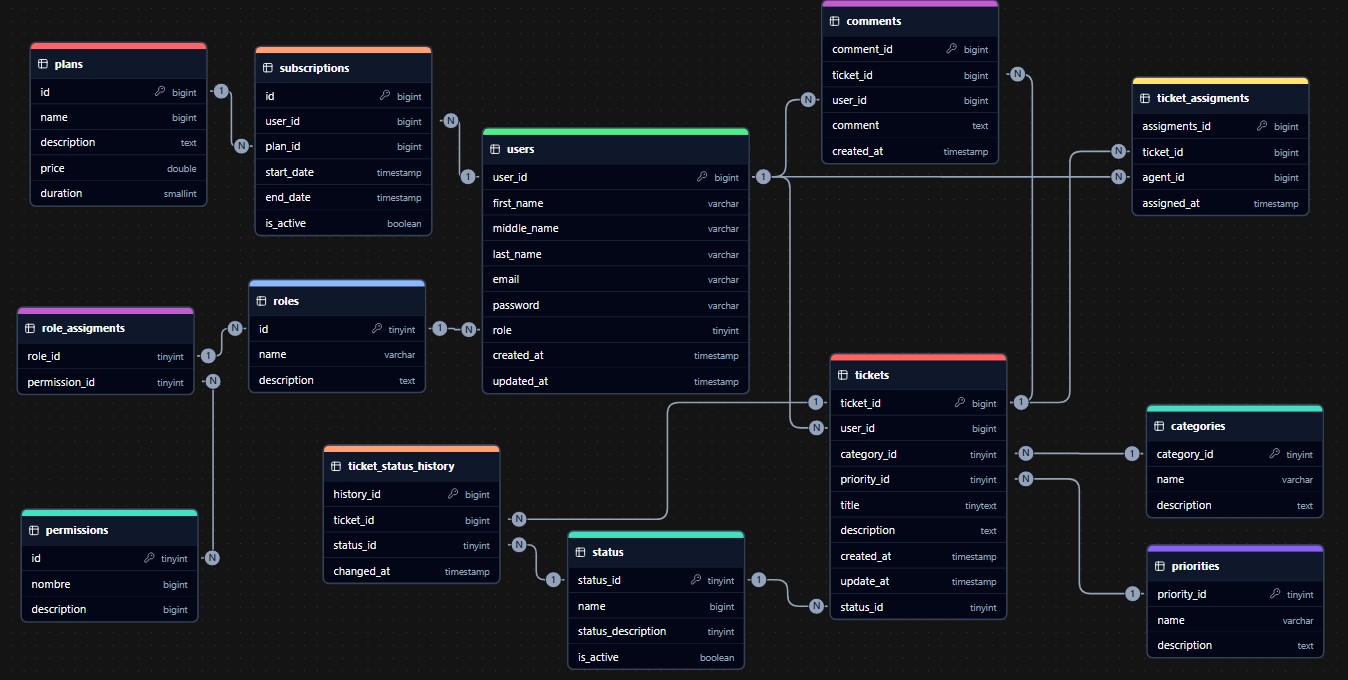 plans
id bigint
name bigint
description text
price double
duration smallint
subscriptions
id bigint
user_id bigint
plan_id bigint
start_date timestamp
end_date timestamp
is_active boolean
users
user_id bigint
first_name varchar
middle_name varchar
last_name varchar
email varchar
password varchar
role tinyint
created_at timestamp
updated_at timestamp
comments
comment_id bigint
ticket_id bigint
user_id bigint
comment text
created_at timestamp
ticket_assigments
assigments_id bigint
ticket_id bigint
agent_id bigint
assigned_at timestamp
role_assigments
role_id tinyint
permission_id tinyint
roles
id tinyint
name varchar
description text
permissions
id tinyint
nombre bigint
description bigint
ticket_status_history
history_id bigint
ticket_id bigint
status_id tinyint
changed_at timestamp
status
status_id tinyint
name bigint
status_description tinyint
is_active boolean
tickets
ticket_id bigint
user_id bigint
category_id tinyint
priority_id tinyint
title tinytext
description text
created_at timestamp
update_at timestamp
status_id tinyint
categories
category_id tinyint
name varchar
description text
priorities
priority_id tinyint
name varchar
description text
1
N
N
1
1
N
N
N
N
N
1
N
1
N
N
N
1
N
1
1
N
N
1
N
1
N
1
N
1
N